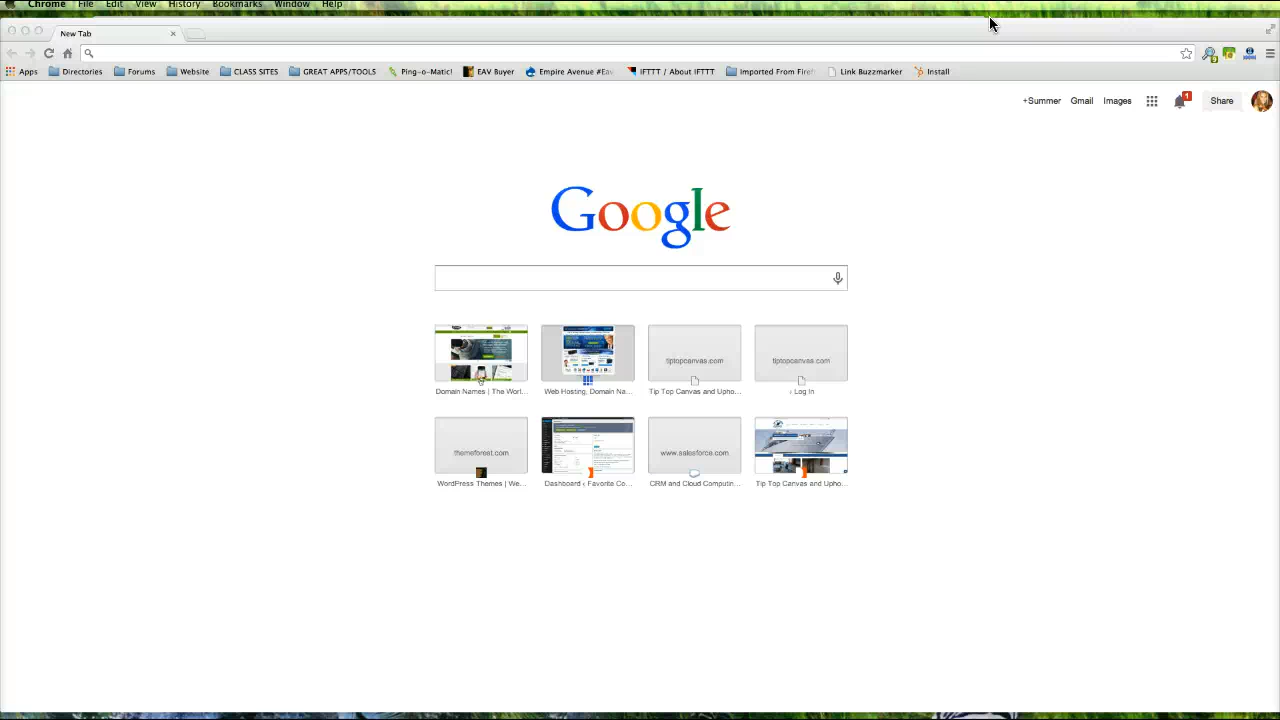 Chrome File Edit View History Bookmarks Window Help
New Tab
Apps Directories Forums Website CLASS SITES GREAT APPS/TOOLS Ping-o-Matic! EAV Buyer Empire Avenue #Eav IFTTT / About IFTTT Imported From Firef Link Buzzmarker Install
+Summer Gmail Images 1 Share
Google
tiptopcanvas.com tiptopcanvas.com
Domain Names | The Worl... Web Hosting, Domain Na... Tip Top Canvas and Upho... ‹ Log In
themeforest.com www.salesforce.com
WordPress Themes | We... Dashboard ‹ Favorite Co... CRM and Cloud Computin... Tip Top Canvas and Upho...